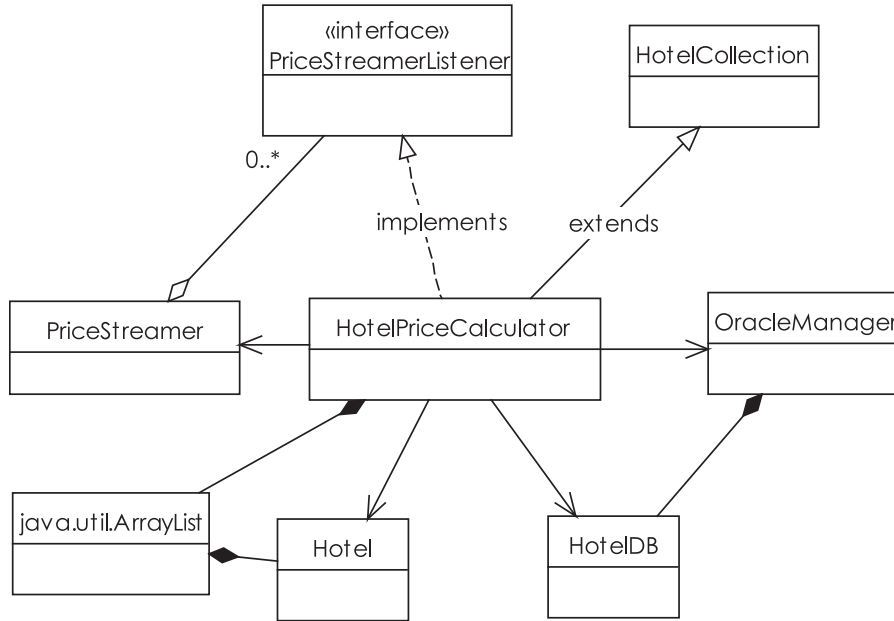 «interface»
PriceStreamerListener
HotelCollection
0..*
implements
extends
PriceStreamer
HotelPriceCalculator
OracleManager
java.util.ArrayList
Hotel
HotelDB